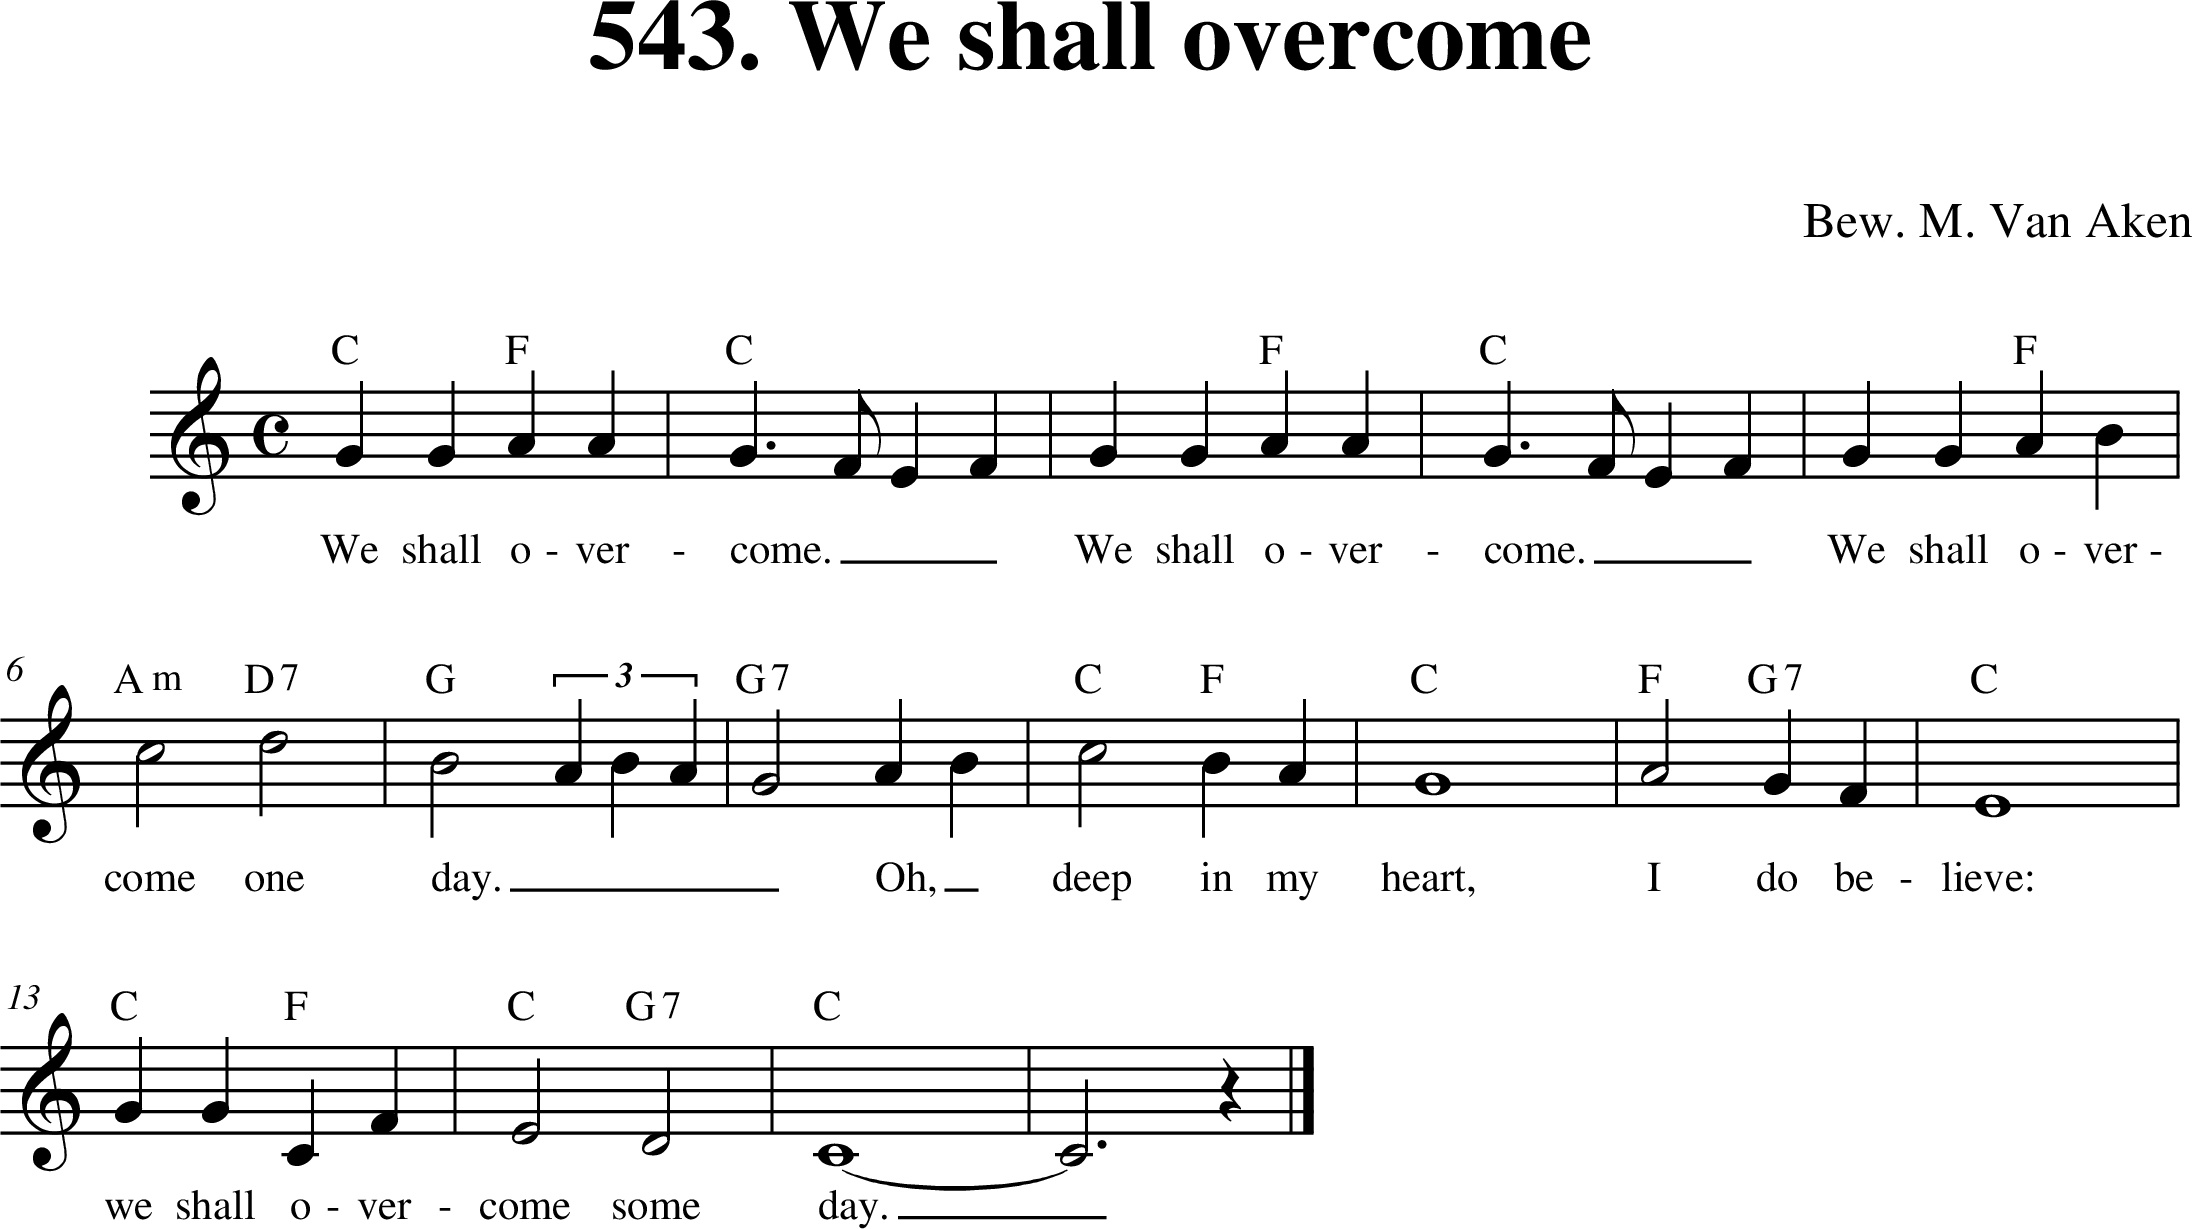 543. We shall overcome
Bew. M. Van Aken
C F C F C F
We shall o - ver - come. We shall o - ver - come. We shall o - ver -
6 Am D7 G 3 G7 C F C F G7 C
come one day. Oh, deep in my heart, I do be - lieve:
13 C F C G7 C
we shall o - ver - come some day.